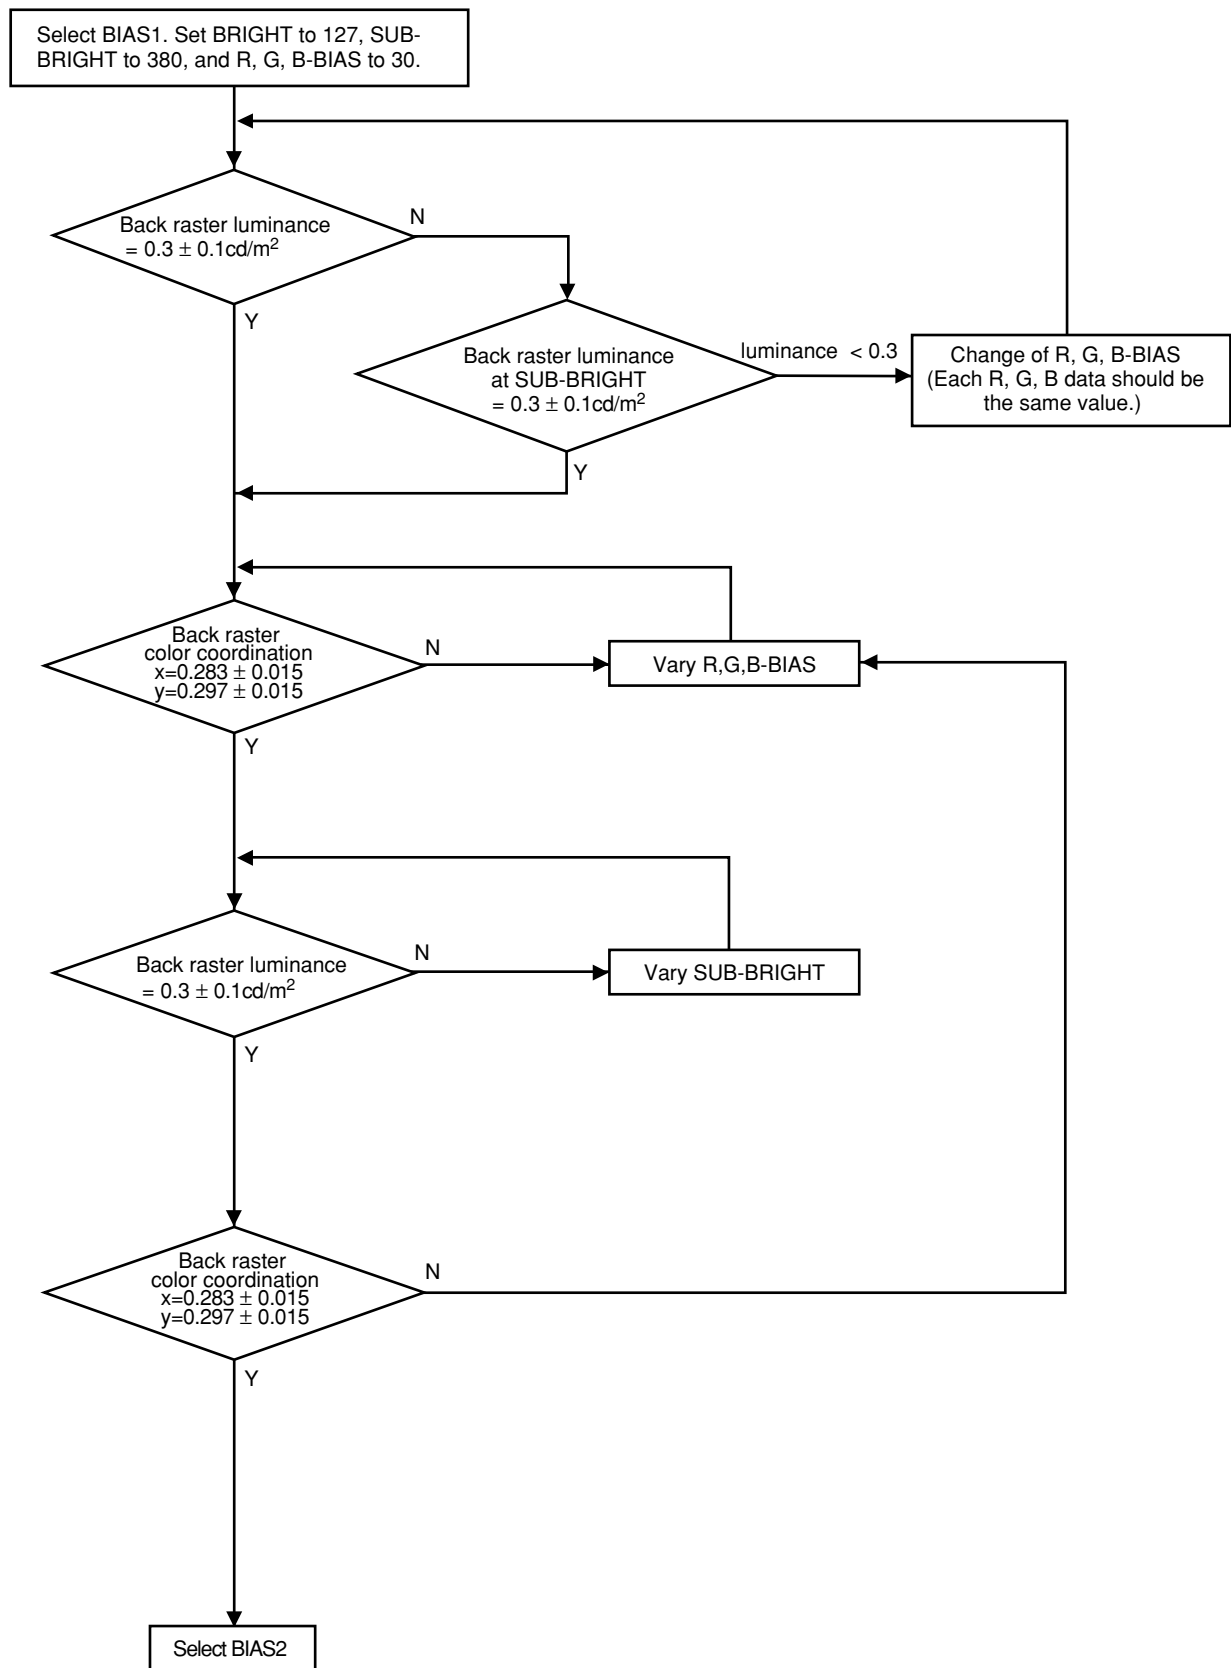 Select BIAS1. Set BRIGHT to 127, SUB-
BRIGHT to 380, and R, G, B-BIAS to 30.
Back raster luminance
= 0.3 ± 0.1cd/m²
N
Y
Back raster luminance
at SUB-BRIGHT
= 0.3 ± 0.1cd/m²
luminance < 0.3
Y
Change of R, G, B-BIAS
(Each R, G, B data should be
the same value.)
Back raster
color coordination
x=0.283 ± 0.015
y=0.297 ± 0.015
N
Y
Vary R,G,B-BIAS
Back raster luminance
= 0.3 ± 0.1cd/m²
N
Y
Vary SUB-BRIGHT
Back raster
color coordination
x=0.283 ± 0.015
y=0.297 ± 0.015
N
Y
Select BIAS2